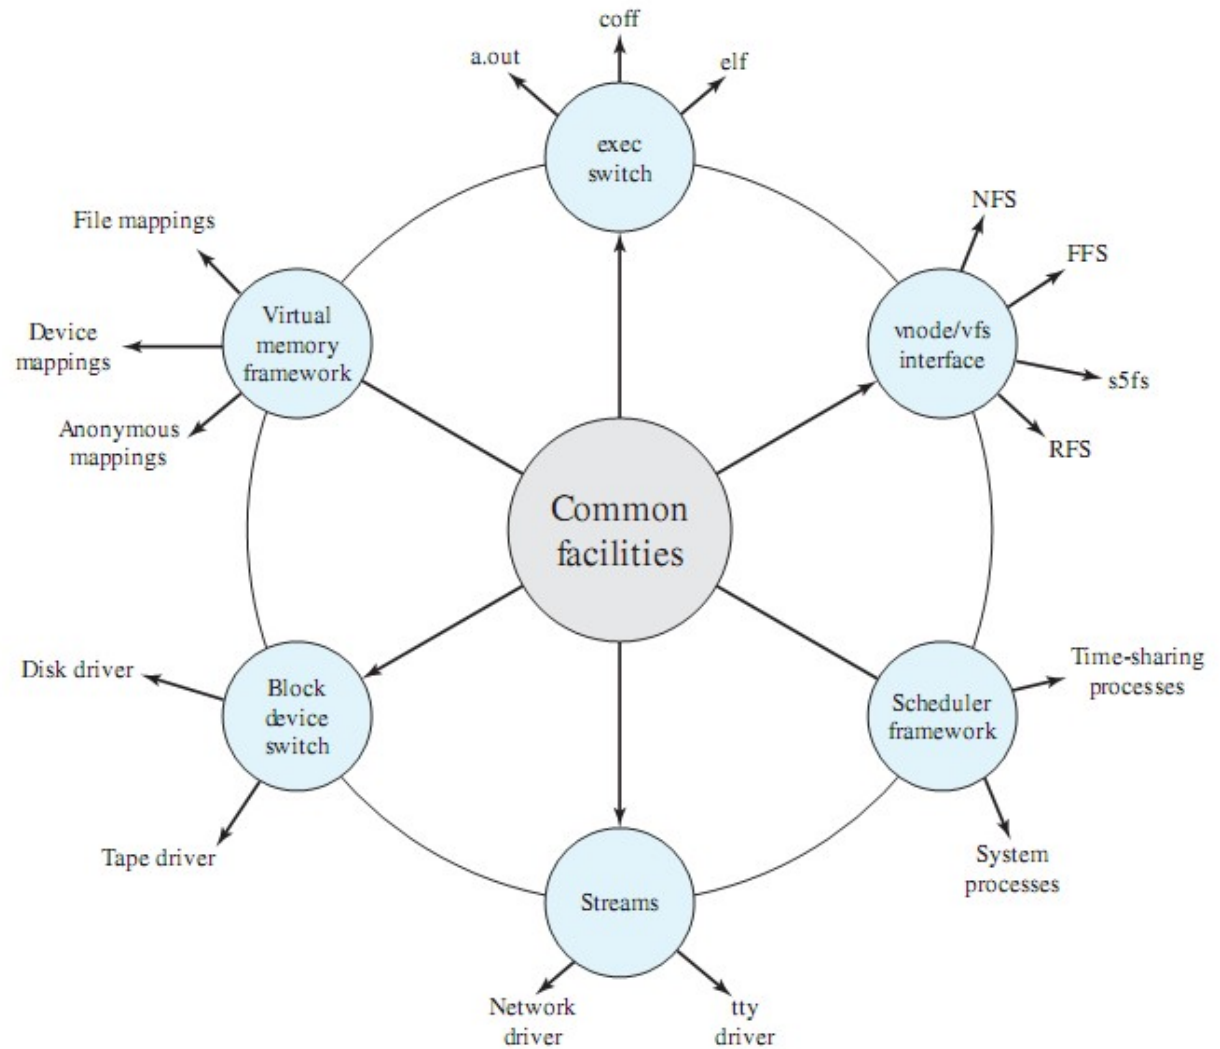 coff
a.out
elf
exec
switch
NFS
FFS
s5fs
RFS
vnode/vfs
interface
File mappings
Device
mappings
Anonymous
mappings
Virtual
memory
framework
Common
facilities
Disk driver
Tape driver
Block
device
switch
Scheduler
framework
Time-sharing
processes
System
processes
Streams
Network
driver
tty
driver